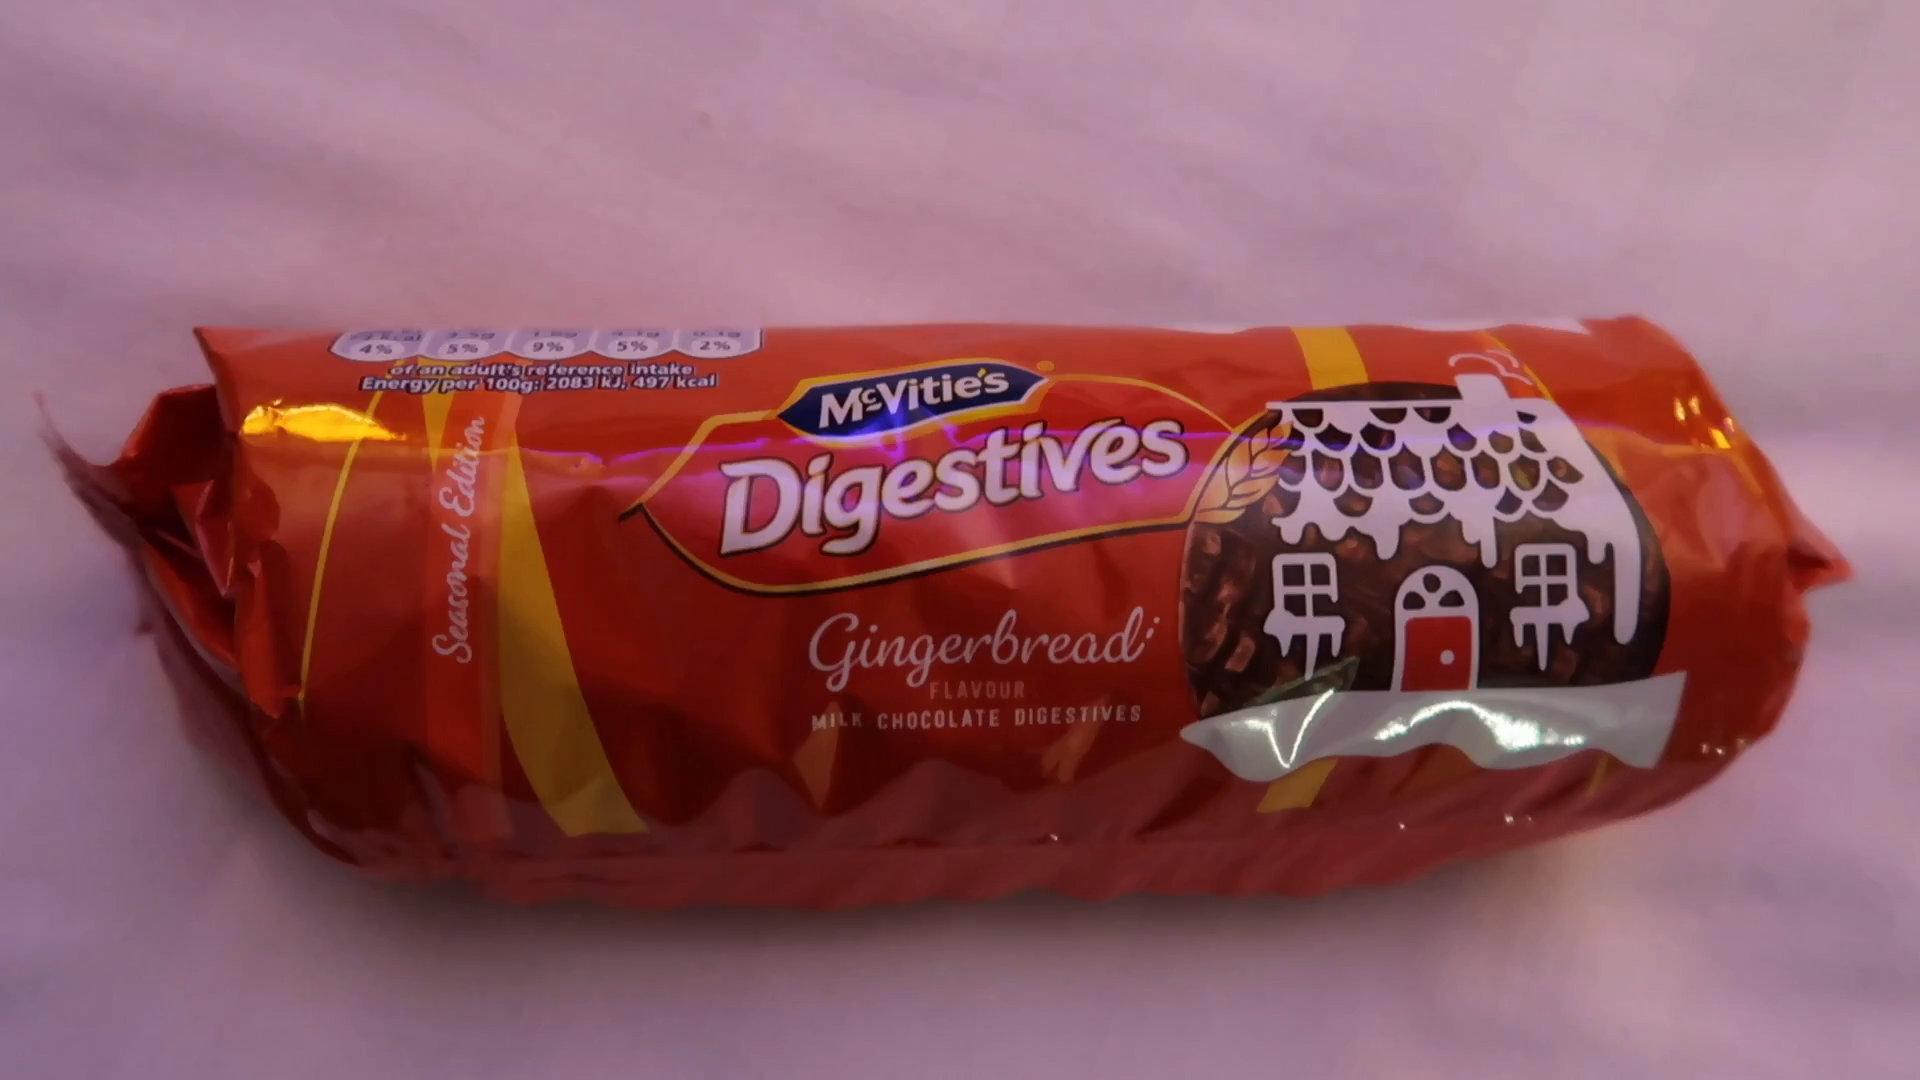 4% 5% 9% 5% 2%
of an adult's reference intake
Energy per 100g: 2083 kJ, 497 kcal
Seasonal Edition
McVitie's
Digestives
Gingerbread
FLAVOUR
MILK CHOCOLATE DIGESTIVES